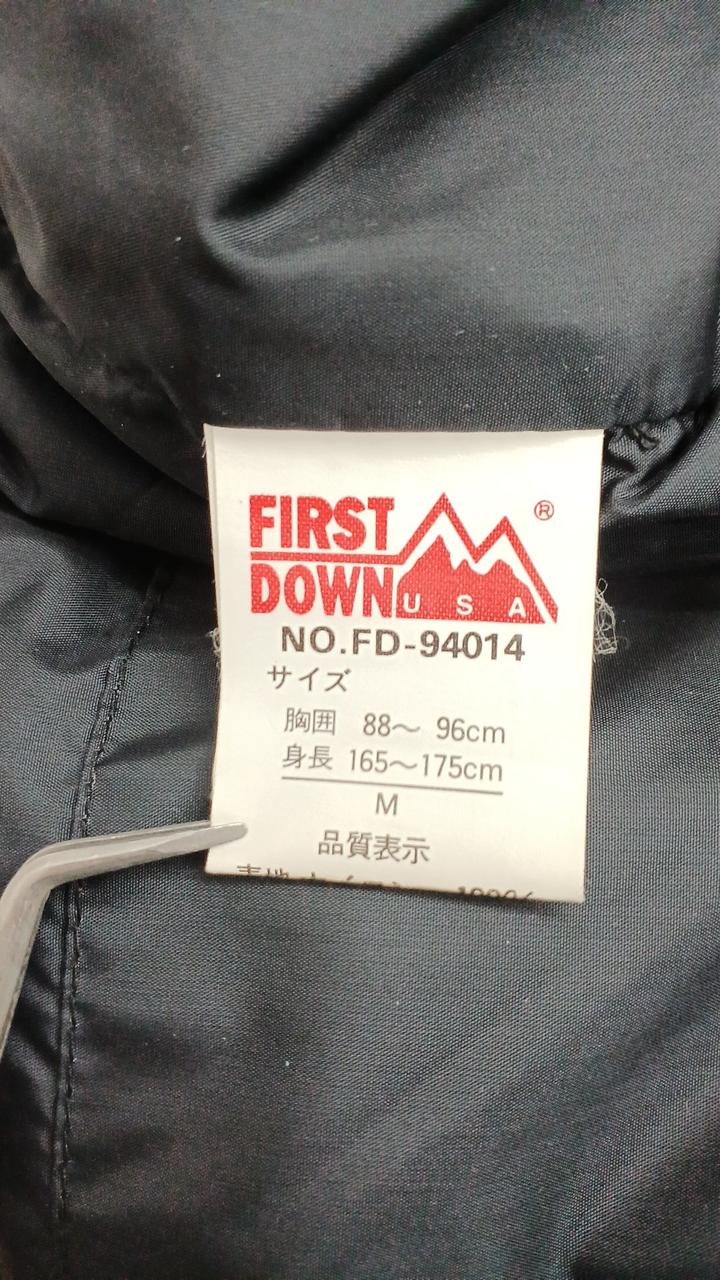 FIRST
DOWN USA ®
NO.FD-94014
サイズ
胸囲 88〜 96cm
身長 165〜175cm
M
品質表示